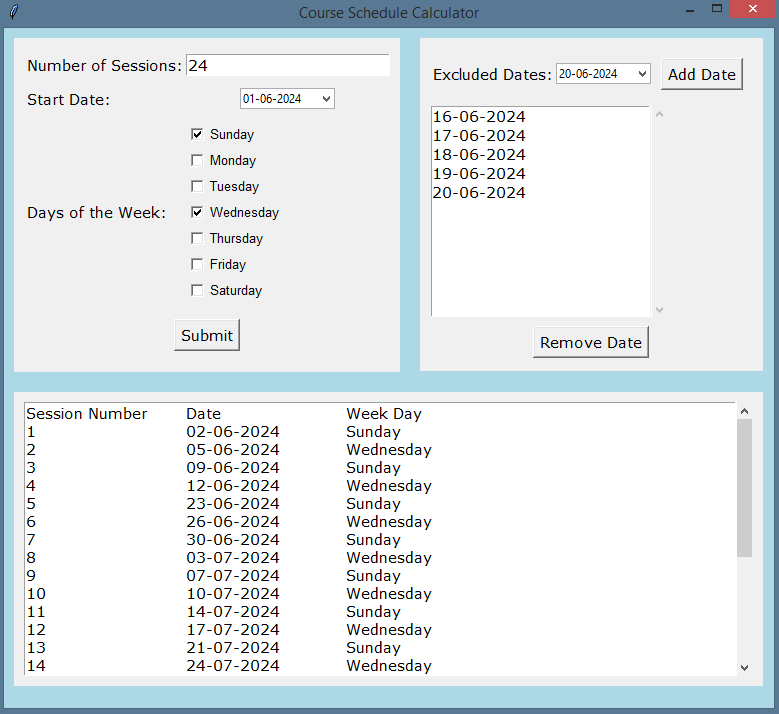 Course Schedule Calculator
Number of Sessions: 24
Start Date: 01-06-2024
Days of the Week:
Sunday
Monday
Tuesday
Wednesday
Thursday
Friday
Saturday
Submit
Excluded Dates: 20-06-2024 Add Date
16-06-2024
17-06-2024
18-06-2024
19-06-2024
20-06-2024
Remove Date
Session Number Date Week Day
1 02-06-2024 Sunday
2 05-06-2024 Wednesday
3 09-06-2024 Sunday
4 12-06-2024 Wednesday
5 23-06-2024 Sunday
6 26-06-2024 Wednesday
7 30-06-2024 Sunday
8 03-07-2024 Wednesday
9 07-07-2024 Sunday
10 10-07-2024 Wednesday
11 14-07-2024 Sunday
12 17-07-2024 Wednesday
13 21-07-2024 Sunday
14 24-07-2024 Wednesday